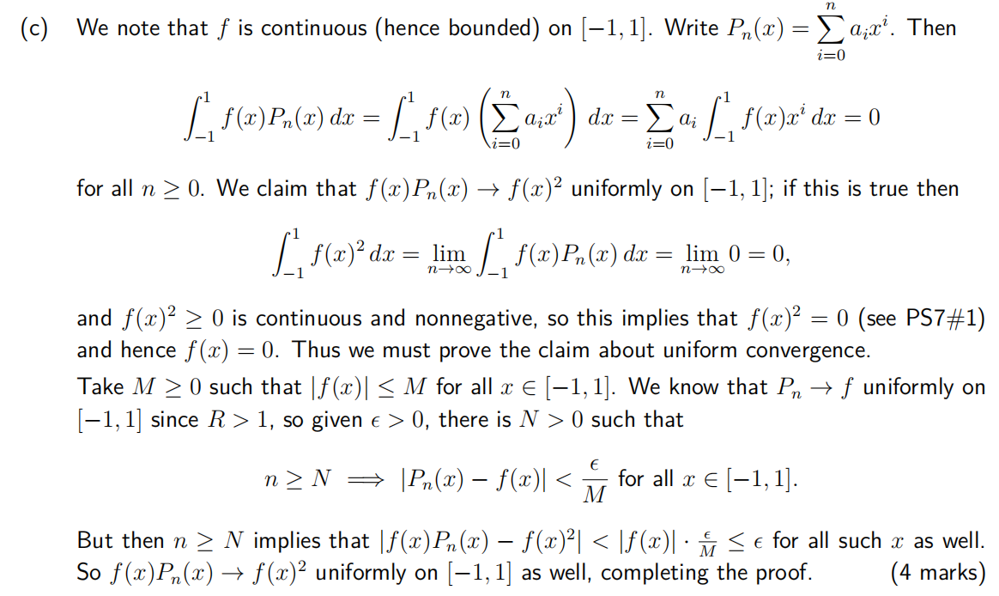 (c) We note that $f$ is continuous (hence bounded) on $[-1, 1]$. Write $P_n(x) = \sum_{i=0}^{n} a_i x^i$. Then
$$\int_{-1}^{1} f(x)P_n(x)\,dx = \int_{-1}^{1} f(x) \left(\sum_{i=0}^{n} a_i x^i\right) dx = \sum_{i=0}^{n} a_i \int_{-1}^{1} f(x)x^i\,dx = 0$$
for all $n \geq 0$. We claim that $f(x)P_n(x) \to f(x)^2$ uniformly on $[-1, 1]$; if this is true then
$$\int_{-1}^{1} f(x)^2\,dx = \lim_{n\to\infty} \int_{-1}^{1} f(x)P_n(x)\,dx = \lim_{n\to\infty} 0 = 0,$$
and $f(x)^2 \geq 0$ is continuous and nonnegative, so this implies that $f(x)^2 = 0$ (see PS7#1)
and hence $f(x) = 0$. Thus we must prove the claim about uniform convergence.
Take $M \geq 0$ such that $|f(x)| \leq M$ for all $x \in [-1, 1]$. We know that $P_n \to f$ uniformly on
$[-1, 1]$ since $R > 1$, so given $\epsilon > 0$, there is $N > 0$ such that
$$n \geq N \implies |P_n(x) - f(x)| < \frac{\epsilon}{M} \text{ for all } x \in [-1, 1].$$
But then $n \geq N$ implies that $|f(x)P_n(x) - f(x)^2| < |f(x)| \cdot \frac{\epsilon}{M} \leq \epsilon$ for all such $x$ as well.
So $f(x)P_n(x) \to f(x)^2$ uniformly on $[-1, 1]$ as well, completing the proof. (4 marks)